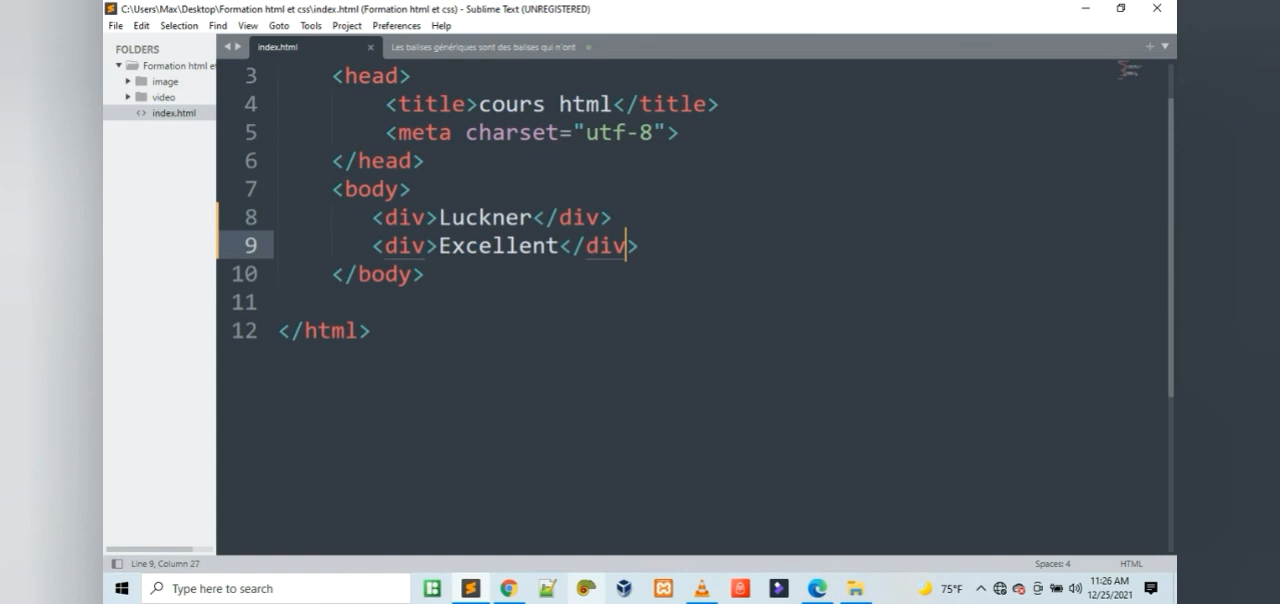 C:\Users\Max\Desktop\Formation html et css\index.html (Formation html et css) - Sublime Text (UNREGISTERED)
File Edit Selection Find View Goto Tools Project Preferences Help
FOLDERS
Formation html et
image
video
index.html
index.html
Les balises génériques sont des balises qui n'ont
3 <head>
4 <title>cours html</title>
5 <meta charset="utf-8">
6 </head>
7 <body>
8 <div>Luckner</div>
9 <div>Excellent</div>
10 </body>
11
12 </html>
Line 9, Column 27
Spaces: 4
HTML
Type here to search
75°F
11:26 AM
12/25/2021